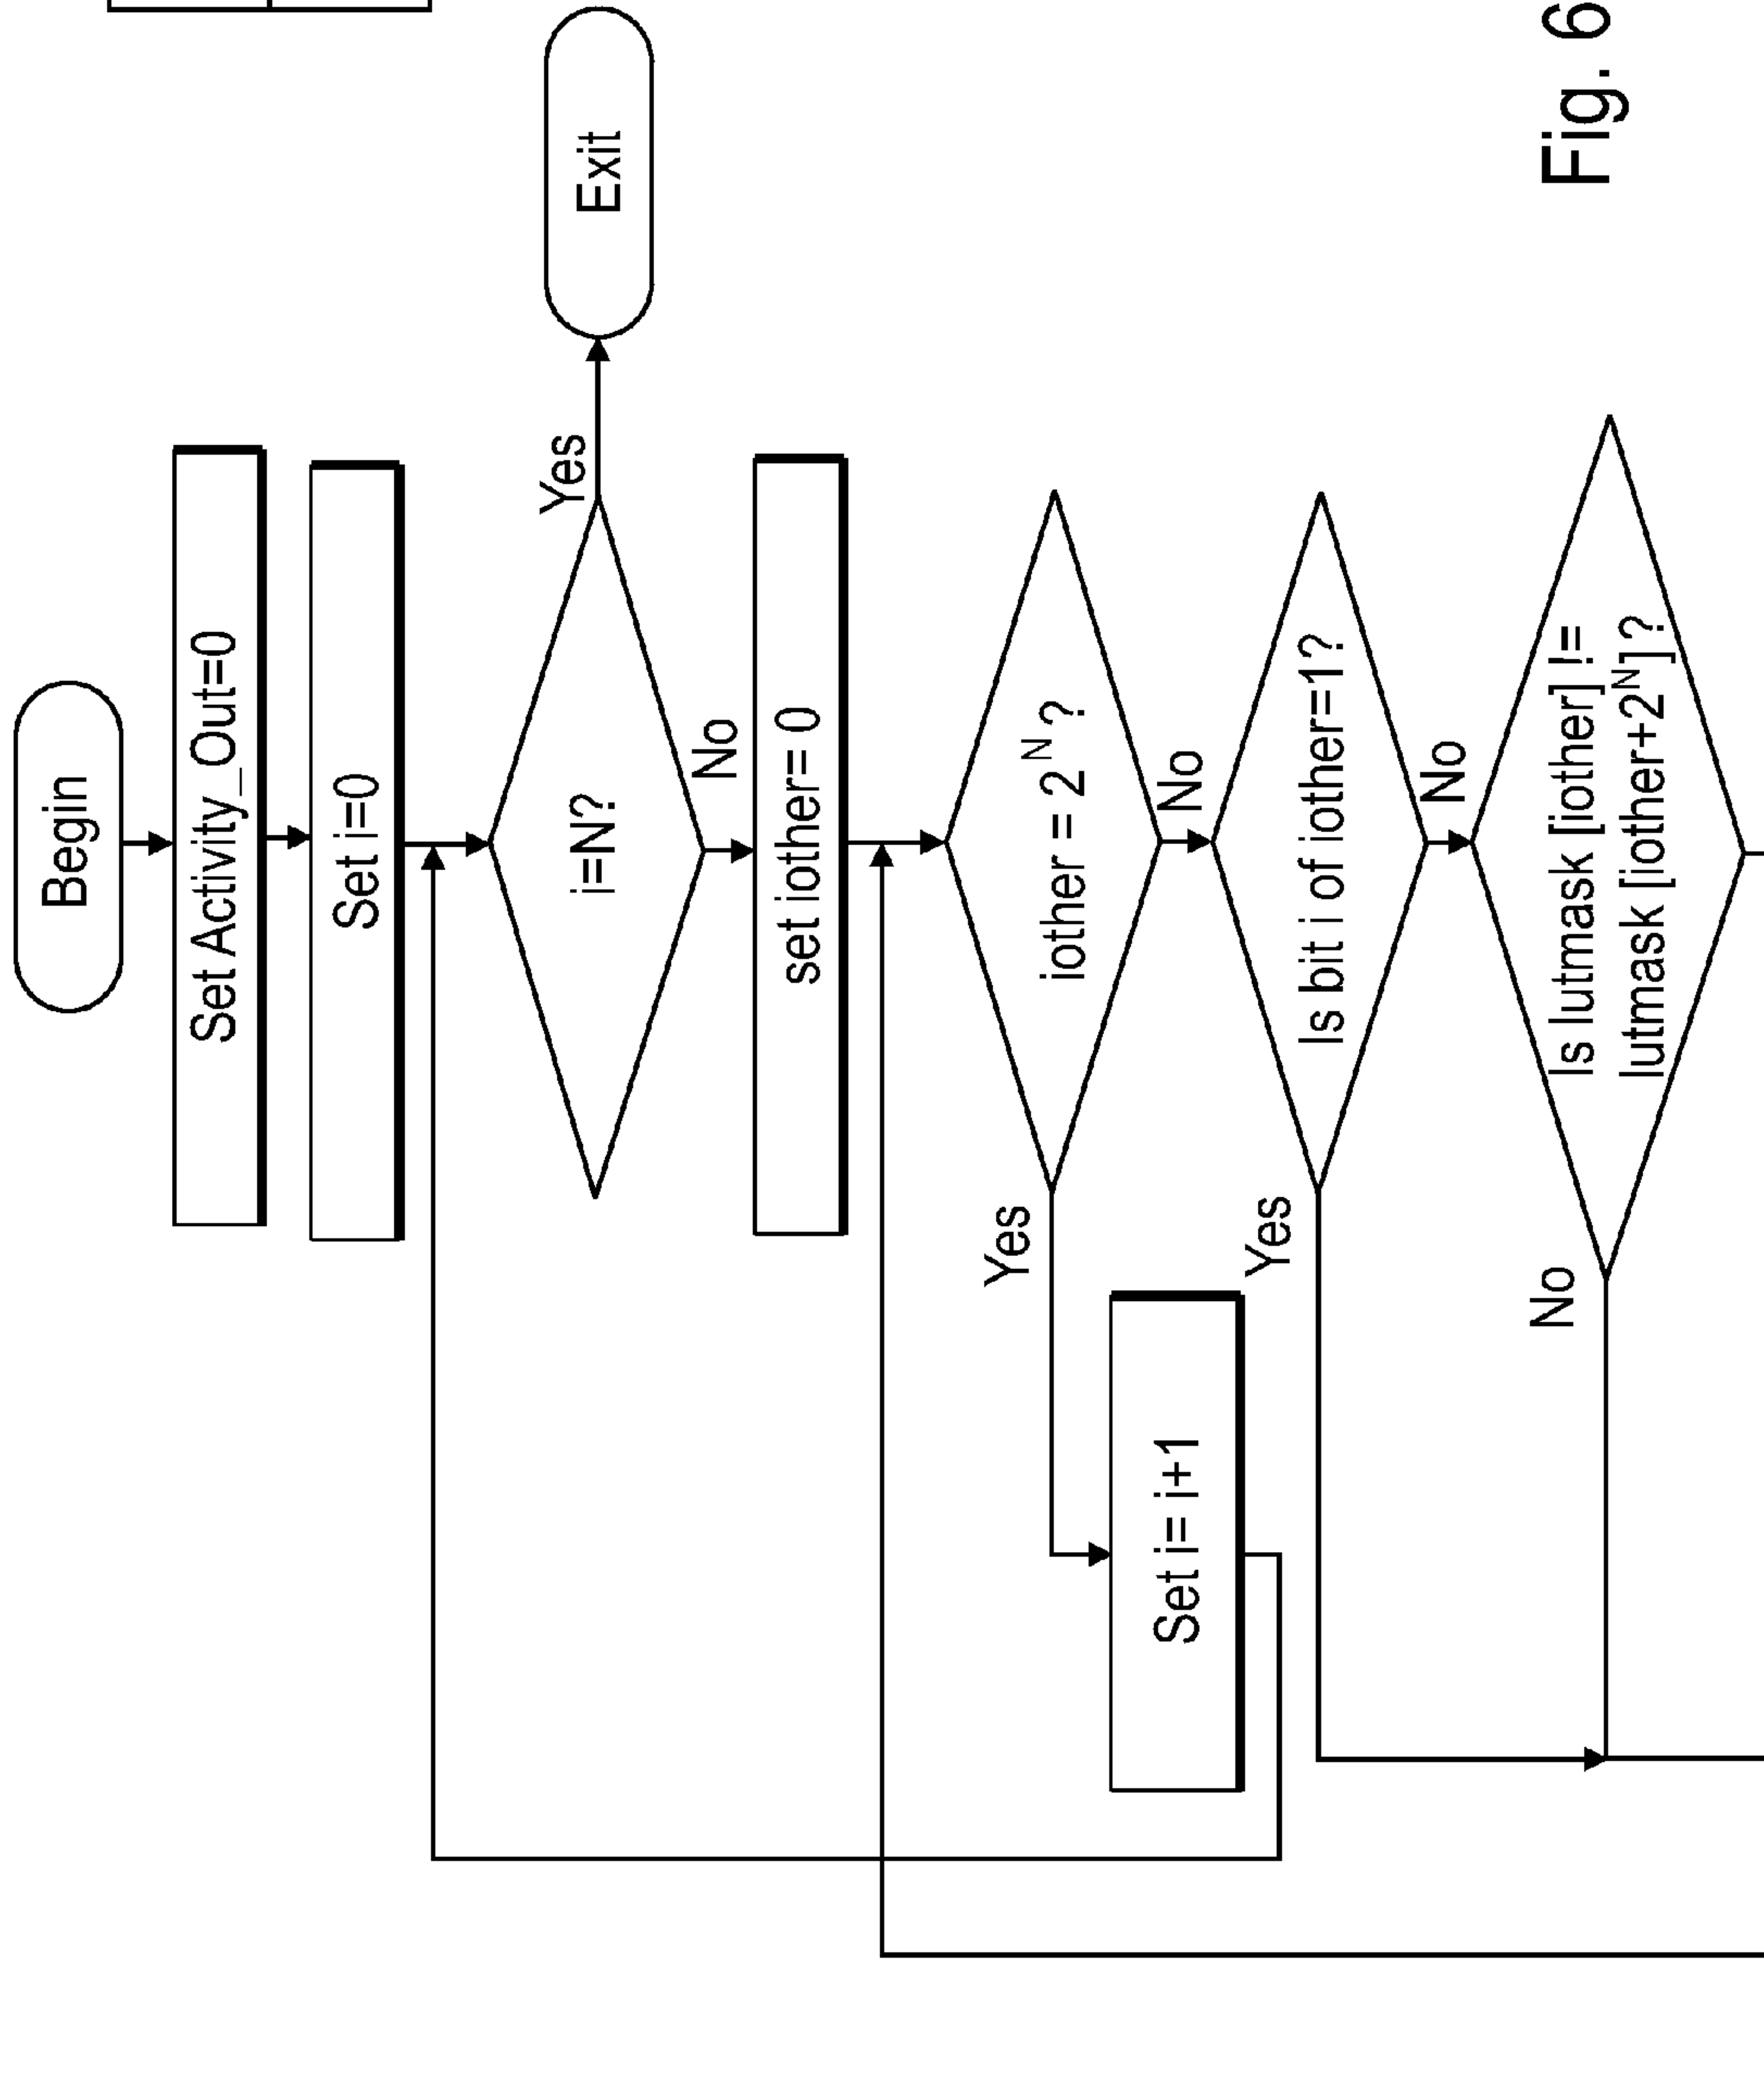 Begin
Set Activity_Out=0
Set i=0
i=N?
Yes
Exit
No
set iother= 0
iother = 2^N ?
Yes
Set i= i+1
No
Is bit i of iother=1?
Yes
No
Is lutmask [iother] !=
lutmask [iother+2^N]?
No
Fig. 6